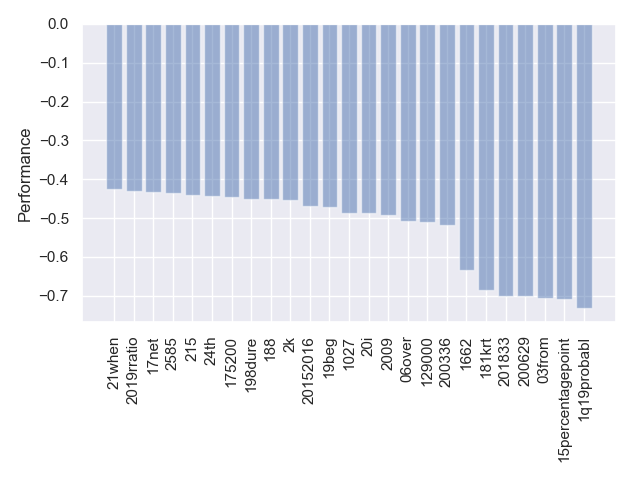 0.0
−0.1
−0.2
−0.3
−0.4
−0.5
−0.6
−0.7
Performance
21when
2019rratio
17net
2585
215
24th
175200
198dure
188
2k
20152016
19beg
1027
20i
2009
06over
129000
200336
1662
181krt
201833
200629
03from
15percentagepoint
1q19probabl